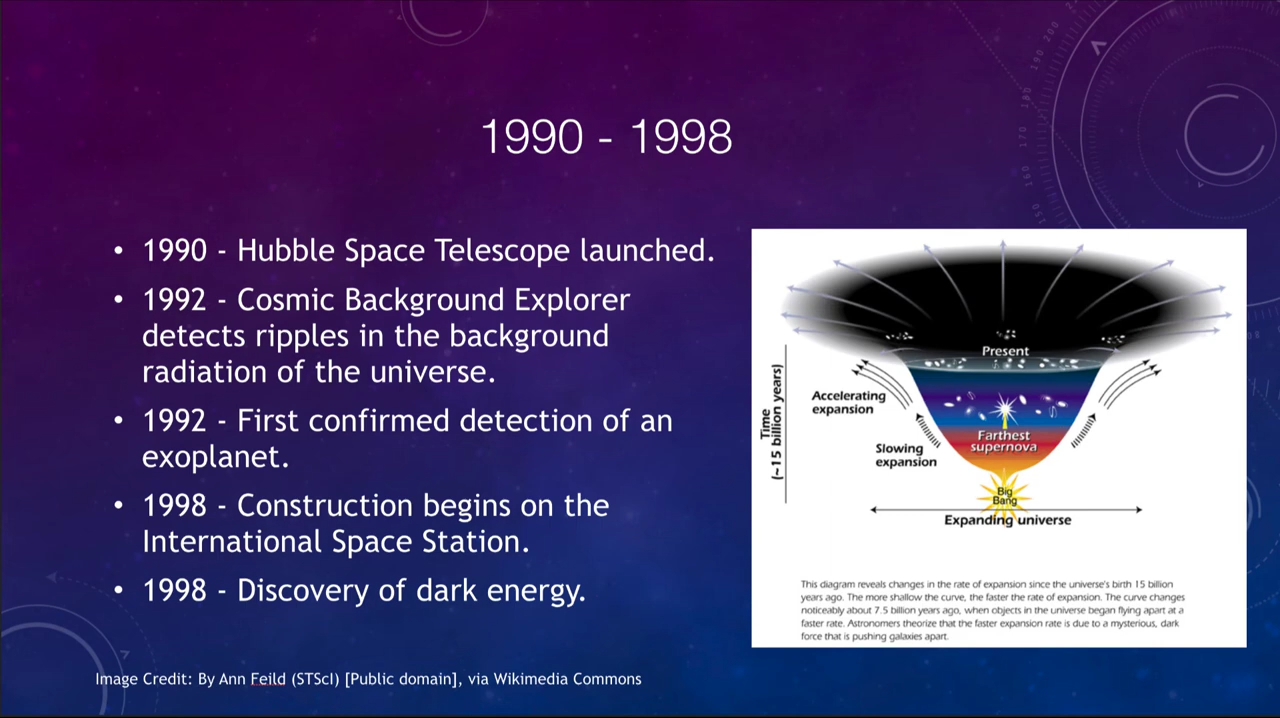 1990 - 1998
• 1990 - Hubble Space Telescope launched.
• 1992 - Cosmic Background Explorer
detects ripples in the background
radiation of the universe.
• 1992 - First confirmed detection of an
exoplanet.
• 1998 - Construction begins on the
International Space Station.
• 1998 - Discovery of dark energy.
Present
Accelerating
expansion
Time
(~15 billion years)
Farthest
supernova
Slowing
expansion
Big
Bang
Expanding universe
This diagram reveals changes in the rate of expansion since the universe's birth 15 billion
years ago. The more shallow the curve, the faster the rate of expansion. The curve changes
noticeably about 7.5 billion years ago, when objects in the universe began flying apart at a
faster rate. Astronomers theorize that the faster expansion rate is due to a mysterious, dark
force that is pushing galaxies apart.
Image Credit: By Ann Feild (STScI) [Public domain], via Wikimedia Commons
200
190
180
170
160
150